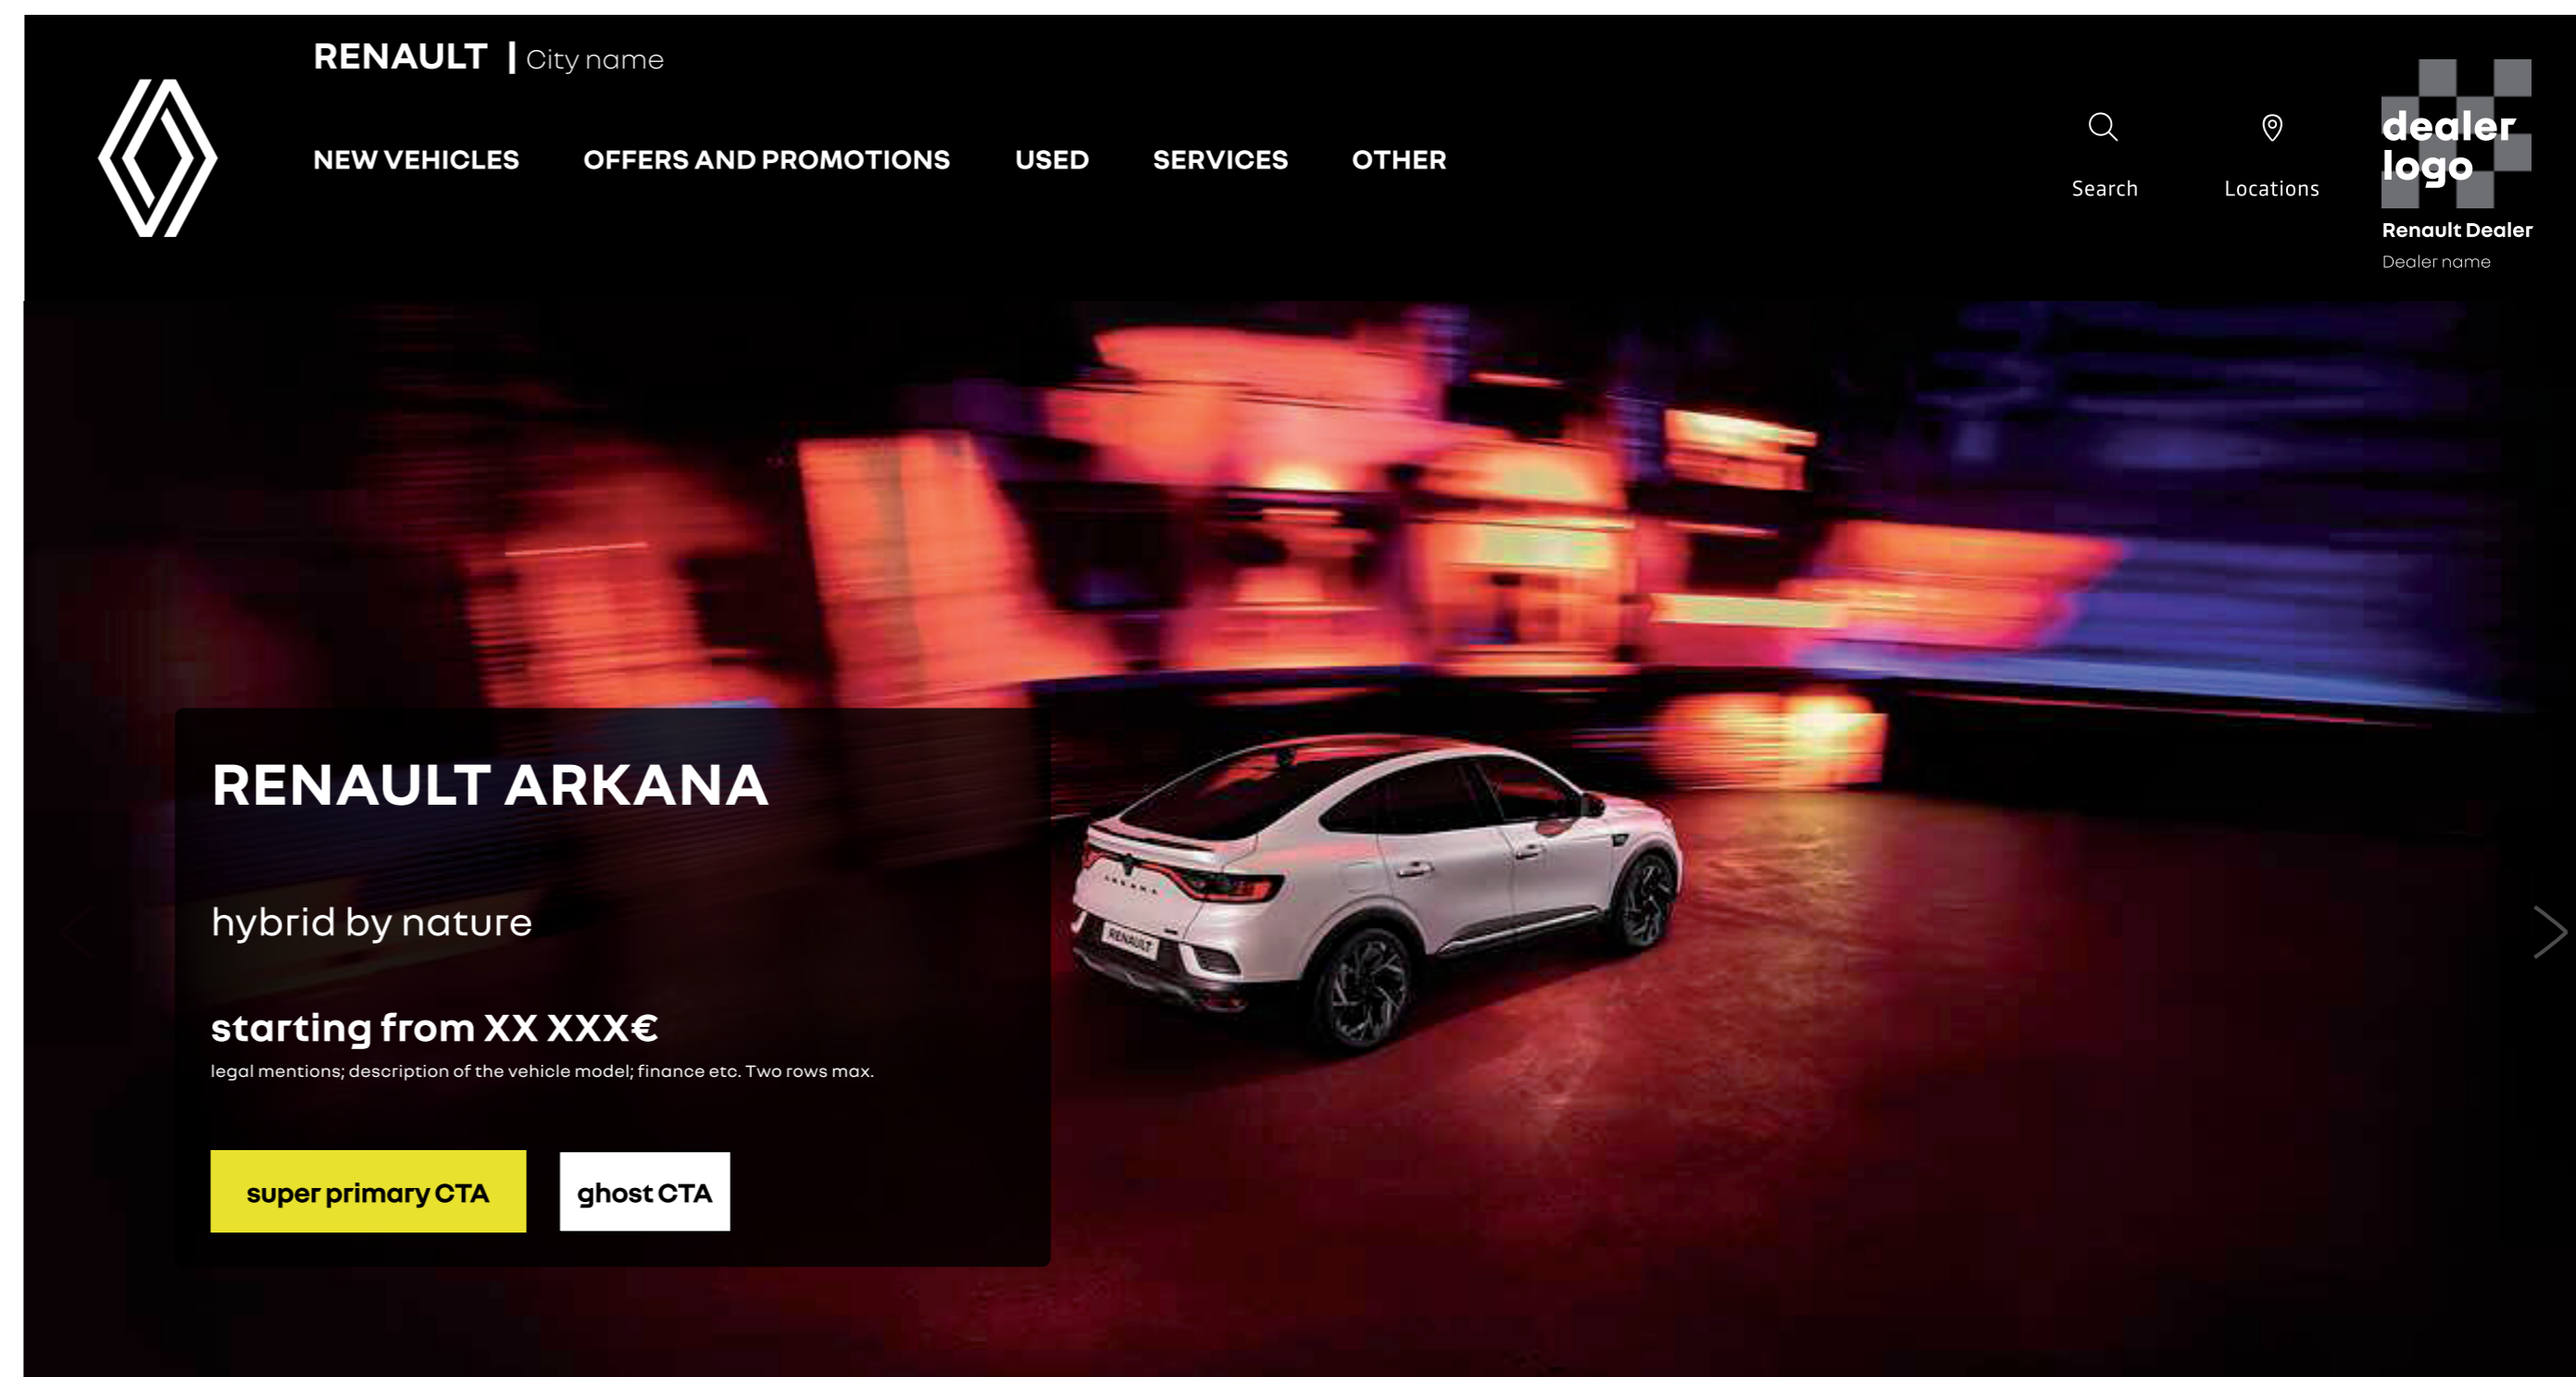 RENAULT | City name
NEW VEHICLES OFFERS AND PROMOTIONS USED SERVICES OTHER
Search
Locations
dealer
logo
Renault Dealer
Dealer name
RENAULT ARKANA
hybrid by nature
starting from XX XXX€
legal mentions; description of the vehicle model; finance etc. Two rows max.
super primary CTA
ghost CTA
ARKANA
RENAULT